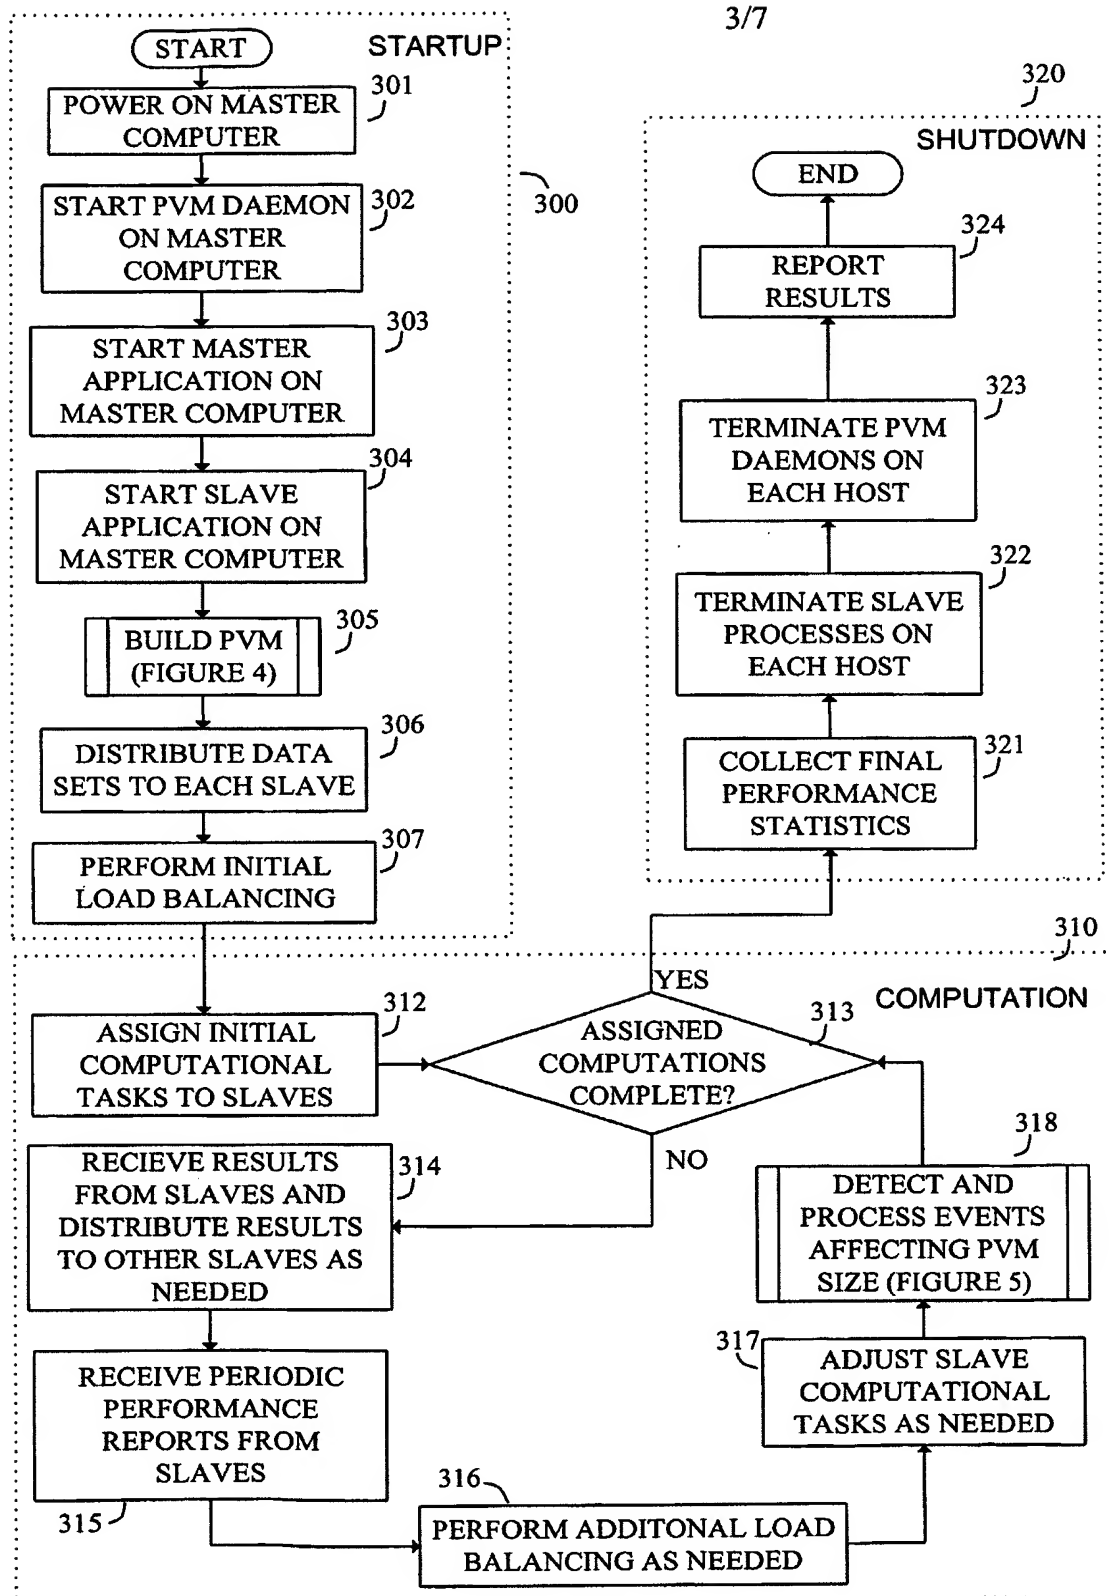 3/7
STARTUP
START
301
POWER ON MASTER
COMPUTER
302
START PVM DAEMON
ON MASTER
COMPUTER
300
303
START MASTER
APPLICATION ON
MASTER COMPUTER
304
START SLAVE
APPLICATION ON
MASTER COMPUTER
305
BUILD PVM
(FIGURE 4)
306
DISTRIBUTE DATA
SETS TO EACH SLAVE
307
PERFORM INITIAL
LOAD BALANCING
320
SHUTDOWN
END
324
REPORT
RESULTS
323
TERMINATE PVM
DAEMONS ON
EACH HOST
322
TERMINATE SLAVE
PROCESSES ON
EACH HOST
321
COLLECT FINAL
PERFORMANCE
STATISTICS
310
COMPUTATION
312
ASSIGN INITIAL
COMPUTATIONAL
TASKS TO SLAVES
YES
313
ASSIGNED
COMPUTATIONS
COMPLETE?
NO
314
RECIEVE RESULTS
FROM SLAVES AND
DISTRIBUTE RESULTS
TO OTHER SLAVES AS
NEEDED
315
RECEIVE PERIODIC
PERFORMANCE
REPORTS FROM
SLAVES
316
PERFORM ADDITONAL LOAD
BALANCING AS NEEDED
317
ADJUST SLAVE
COMPUTATIONAL
TASKS AS NEEDED
318
DETECT AND
PROCESS EVENTS
AFFECTING PVM
SIZE (FIGURE 5)